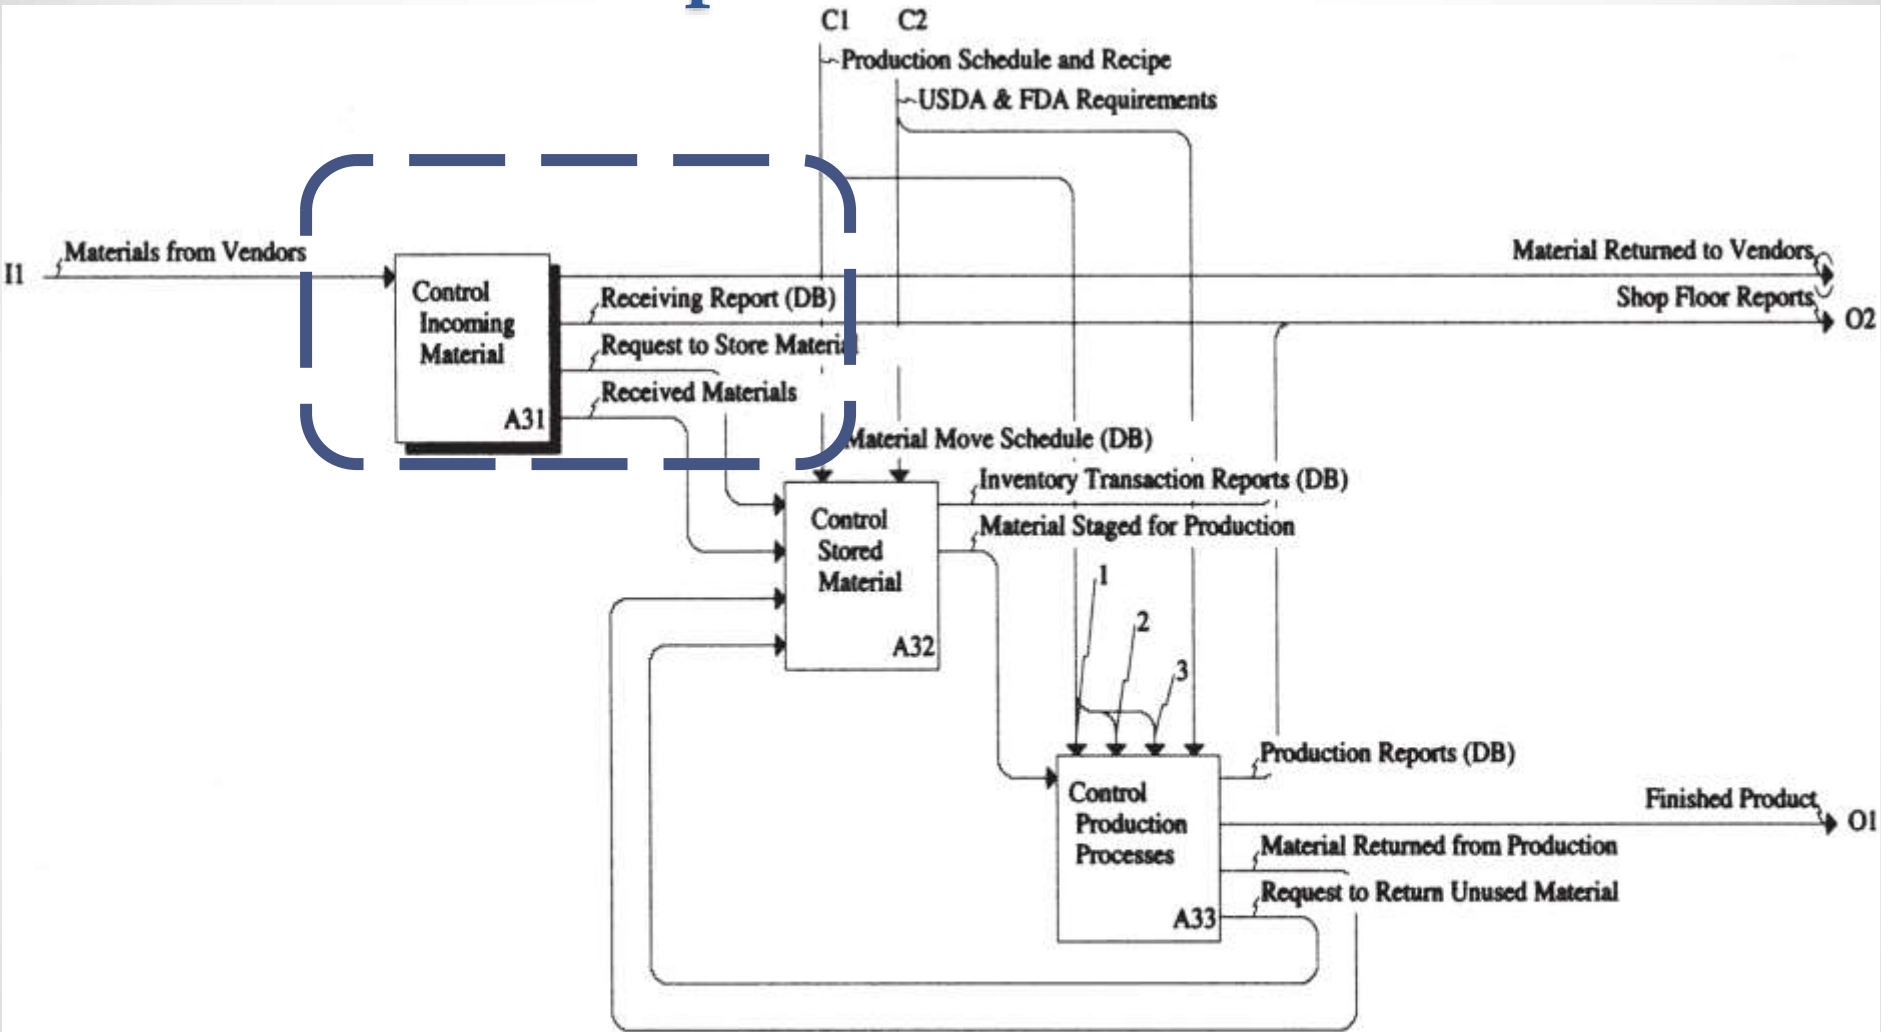 C1 C2
Production Schedule and Recipe
USDA & FDA Requirements
I1
Materials from Vendors
Control
Incoming
Material
A31
Receiving Report (DB)
Request to Store Material
Received Materials
Material Returned to Vendors
Shop Floor Reports
O2
Material Move Schedule (DB)
Control
Stored
Material
A32
Inventory Transaction Reports (DB)
Material Staged for Production
1
2
3
Control
Production
Processes
A33
Production Reports (DB)
Finished Product
O1
Material Returned from Production
Request to Return Unused Material